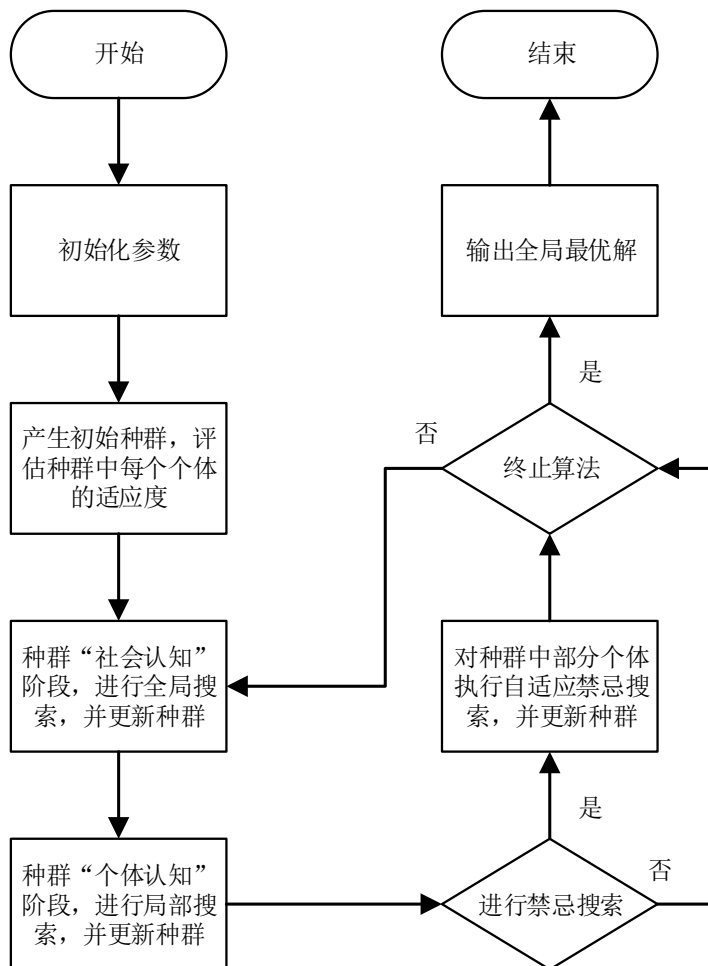 开始
结束
初始化参数
输出全局最优解
是
产生初始种群，评
估种群中每个个体
的适应度
否
终止算法
种群“社会认知”
阶段，进行全局搜
索，并更新种群
对种群中部分个体
执行自适应禁忌搜
索，并更新种群
是
种群“个体认知”
阶段，进行局部搜
索，并更新种群
进行禁忌搜索
否